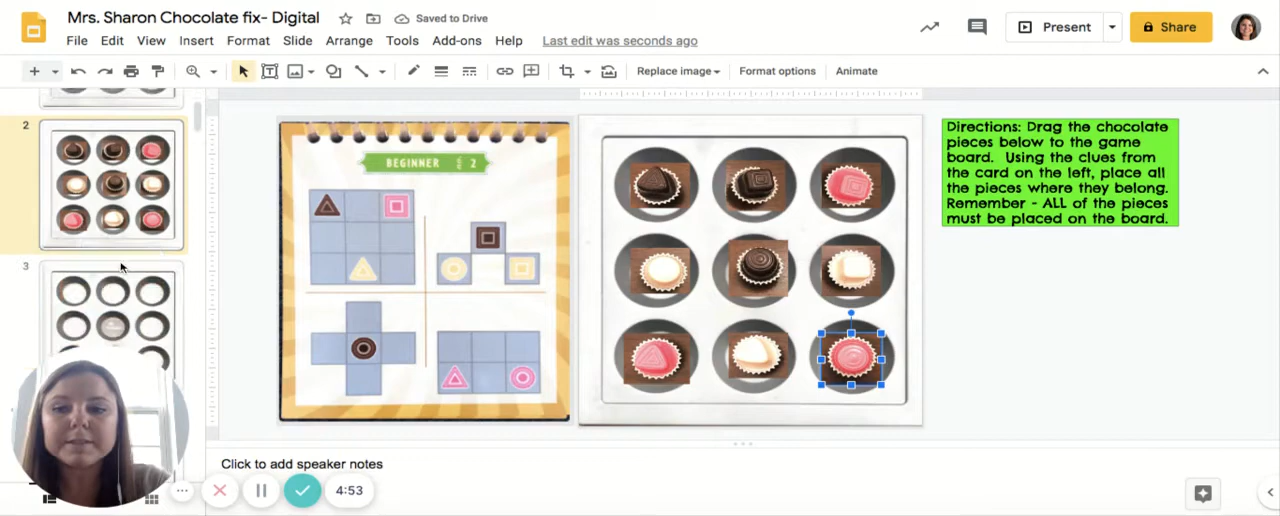 Mrs. Sharon Chocolate fix- Digital
Saved to Drive
File Edit View Insert Format Slide Arrange Tools Add-ons Help Last edit was seconds ago
Present
Share
Replace image
Format options
Animate
2
3
BEGINNER
2
Directions: Drag the chocolate
pieces below to the game
board. Using the clues from
the card on the left, place all
the pieces where they belong.
Remember - ALL of the pieces
must be placed on the board.
Click to add speaker notes
4:53